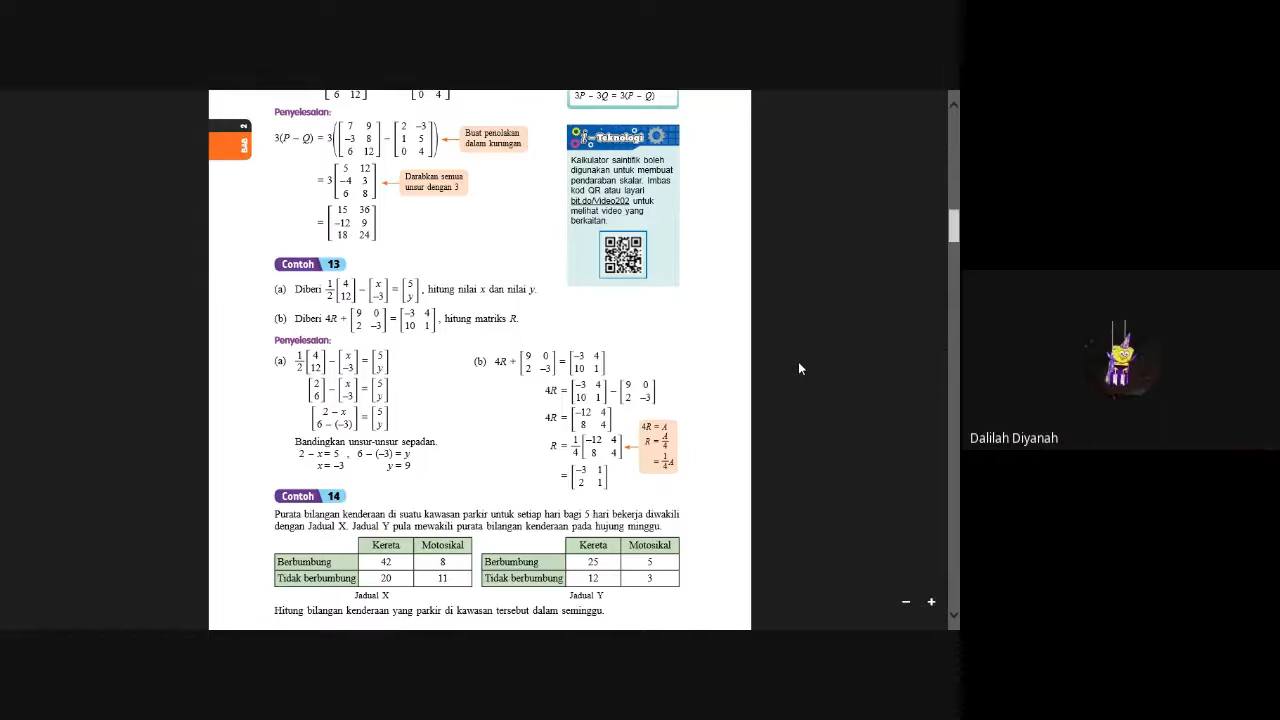 6 12 0 4
3P – 3Q = 3(P – Q)
Penyelesaian:
2
BAB
3(P – Q) = 3([7 9; –3 8; 6 12] – [2 –3; 1 5; 0 4])
Buat penolakan
dalam kurungan
= 3[5 12; –4 3; 6 8]
Darabkan semua
unsur dengan 3
= [15 36; –12 9; 18 24]
i-Teknologi
Kalkulator saintifik boleh
digunakan untuk membuat
pendaraban skalar. Imbas
kod QR atau layari
bit.do/Video202 untuk
melihat video yang
berkaitan.
Contoh 13
(a) Diberi 1/2[4; 12] – [x; –3] = [5; y], hitung nilai x dan nilai y.
(b) Diberi 4R + [9 0; 2 –3] = [–3 4; 10 1], hitung matriks R.
Penyelesaian:
(a) 1/2[4; 12] – [x; –3] = [5; y]
[2; 6] – [x; –3] = [5; y]
[2 – x; 6 – (–3)] = [5; y]
Bandingkan unsur-unsur sepadan.
2 – x = 5 , 6 – (–3) = y
x = –3 y = 9
(b) 4R + [9 0; 2 –3] = [–3 4; 10 1]
4R = [–3 4; 10 1] – [9 0; 2 –3]
4R = [–12 4; 8 4]
R = 1/4[–12 4; 8 4]
= [–3 1; 2 1]
4R = A
R = A/4
= 1/4 A
Contoh 14
Purata bilangan kenderaan di suatu kawasan parkir untuk setiap hari bagi 5 hari bekerja diwakili
dengan Jadual X. Jadual Y pula mewakili purata bilangan kenderaan pada hujung minggu.
Kereta Motosikal
Berbumbung 42 8
Tidak berbumbung 20 11
Jadual X
Kereta Motosikal
Berbumbung 25 5
Tidak berbumbung 12 3
Jadual Y
Hitung bilangan kenderaan yang parkir di kawasan tersebut dalam seminggu.
Dalilah Diyanah